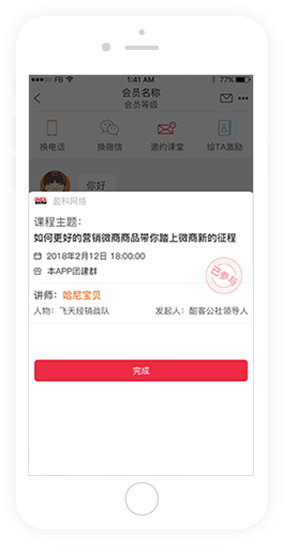 FB
1:41 AM
77%
会员名称
会员等级
换电话
换微信
邀约课堂
给TA激励
你好
盈科网络
课程主题:
如何更好的营销微商商品带你踏上微商新的征程
2018年2月12日 18:00:00
本APP团建群
已参与
讲师：哈尼宝贝
人物：飞天经销战队
发起人：酣客公社领导人
完成